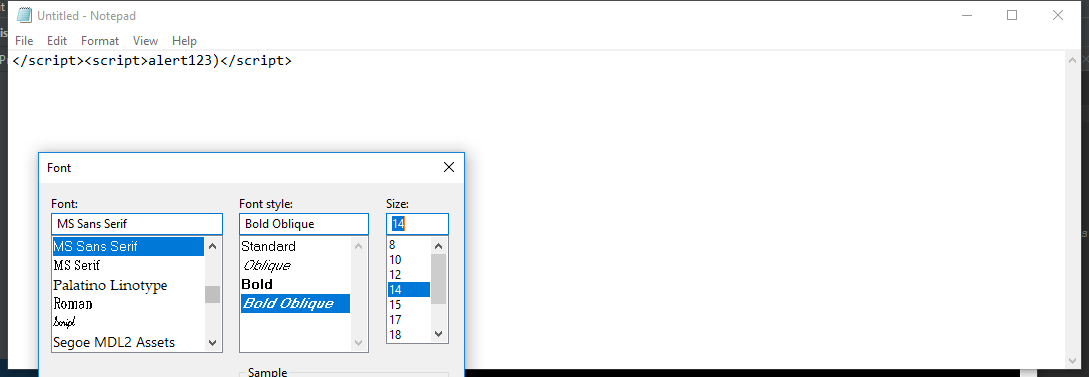 Untitled - Notepad
File Edit Format View Help
</script><script>alert123)</script>
Font
Font: Font style: Size:
MS Sans Serif Bold Oblique 14
MS Sans Serif Standard 8
MS Serif Oblique 10
Palatino Linotype Bold 12
Roman Bold Oblique 14
Script 15
Segoe MDL2 Assets 17
18
Sample